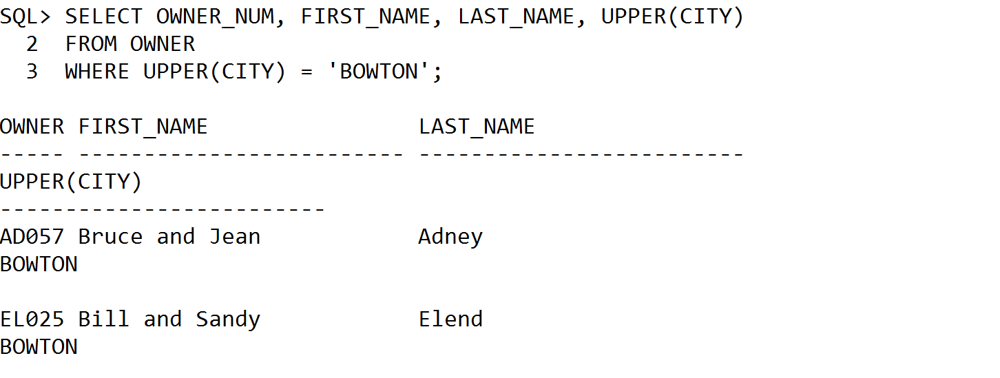 SQL> SELECT OWNER_NUM, FIRST_NAME, LAST_NAME, UPPER(CITY)
  2  FROM OWNER
  3  WHERE UPPER(CITY) = 'BOWTON';

OWNER FIRST_NAME                LAST_NAME
----- ------------------------- -------------------------
UPPER(CITY)
-------------------------
AD057 Bruce and Jean            Adney
BOWTON

EL025 Bill and Sandy            Elend
BOWTON